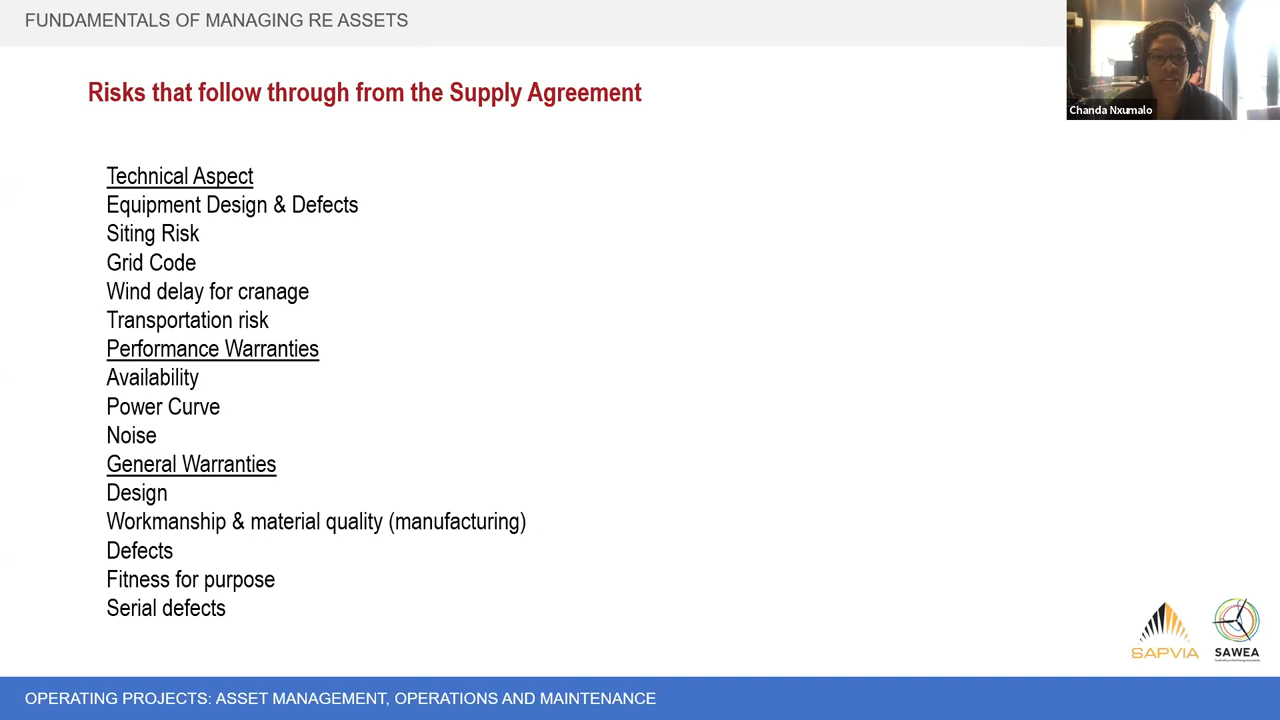 FUNDAMENTALS OF MANAGING RE ASSETS
Chanda Nxumalo
Risks that follow through from the Supply Agreement
Technical Aspect
Equipment Design & Defects
Siting Risk
Grid Code
Wind delay for cranage
Transportation risk
Performance Warranties
Availability
Power Curve
Noise
General Warranties
Design
Workmanship & material quality (manufacturing)
Defects
Fitness for purpose
Serial defects
SAPVIA
SAWEA
OPERATING PROJECTS: ASSET MANAGEMENT, OPERATIONS AND MAINTENANCE